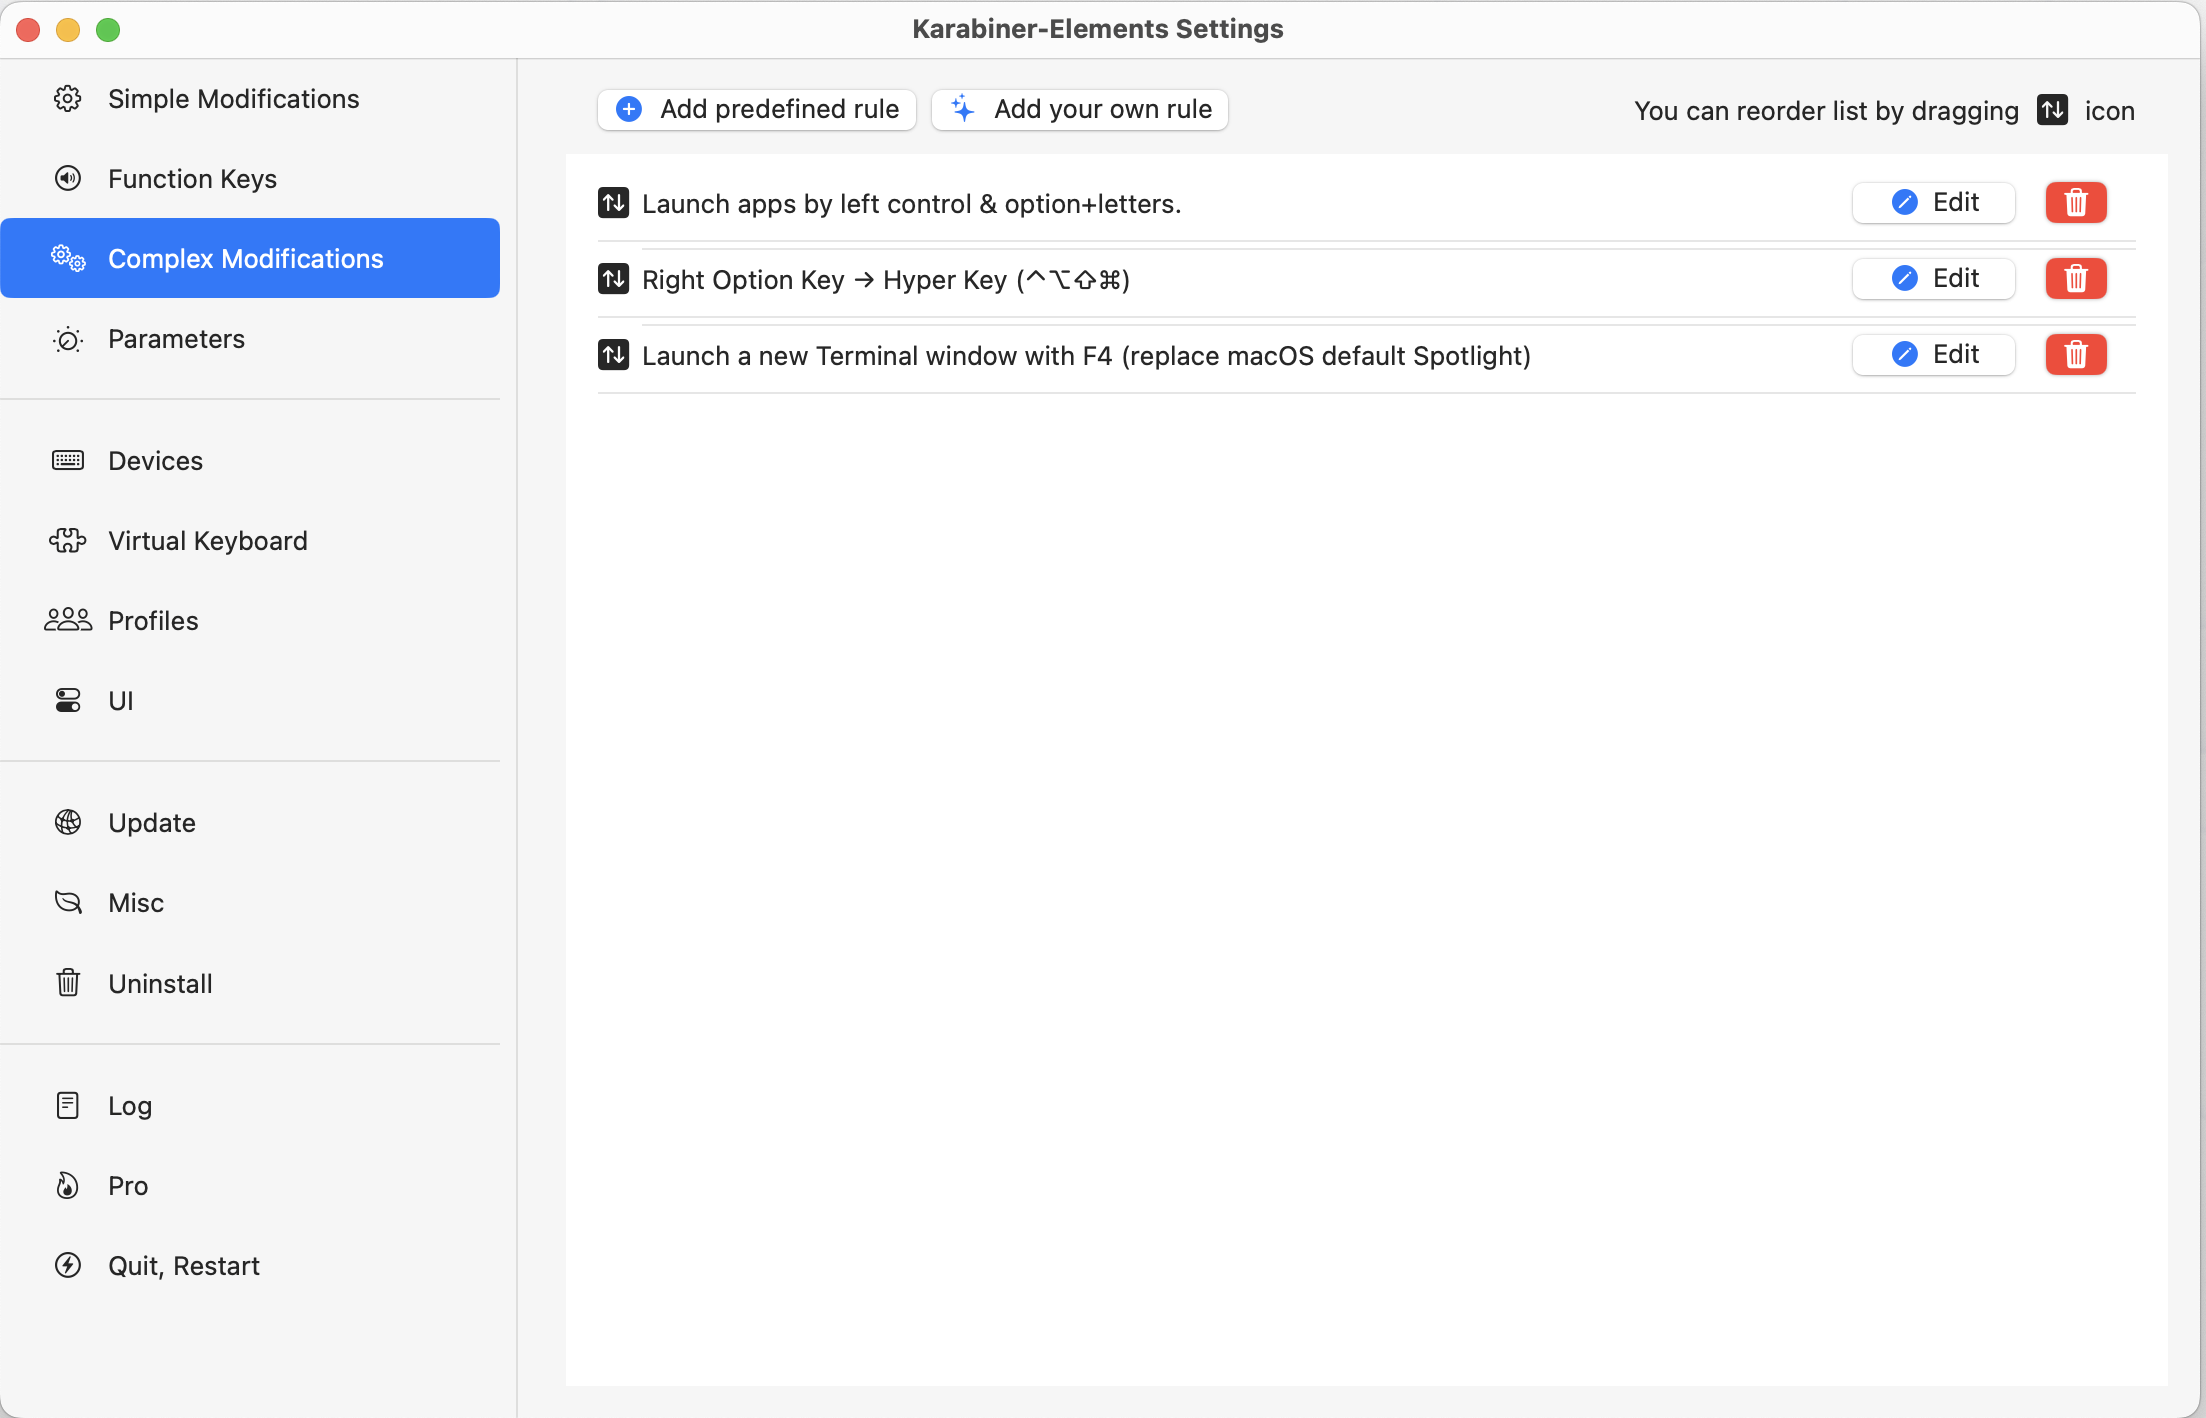 Karabiner-Elements Settings
Simple Modifications
Function Keys
Complex Modifications
Parameters
Devices
Virtual Keyboard
Profiles
UI
Update
Misc
Uninstall
Log
Pro
Quit, Restart
Add predefined rule
Add your own rule
You can reorder list by dragging icon
Launch apps by left control & option+letters.
Edit
Right Option Key → Hyper Key (⌃⌥⇧⌘)
Edit
Launch a new Terminal window with F4 (replace macOS default Spotlight)
Edit